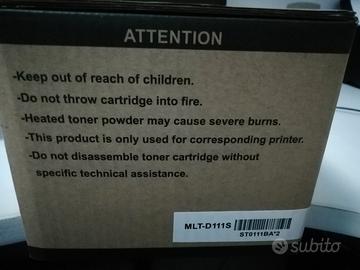 ATTENTION
-Keep out of reach of children.
-Do not throw cartridge into fire.
-Heated toner powder may cause severe burns.
-This product is only used for corresponding printer.
-Do not disassemble toner cartridge without
specific technical assistance.
MLT-D111S
ST0111BA*2
subito